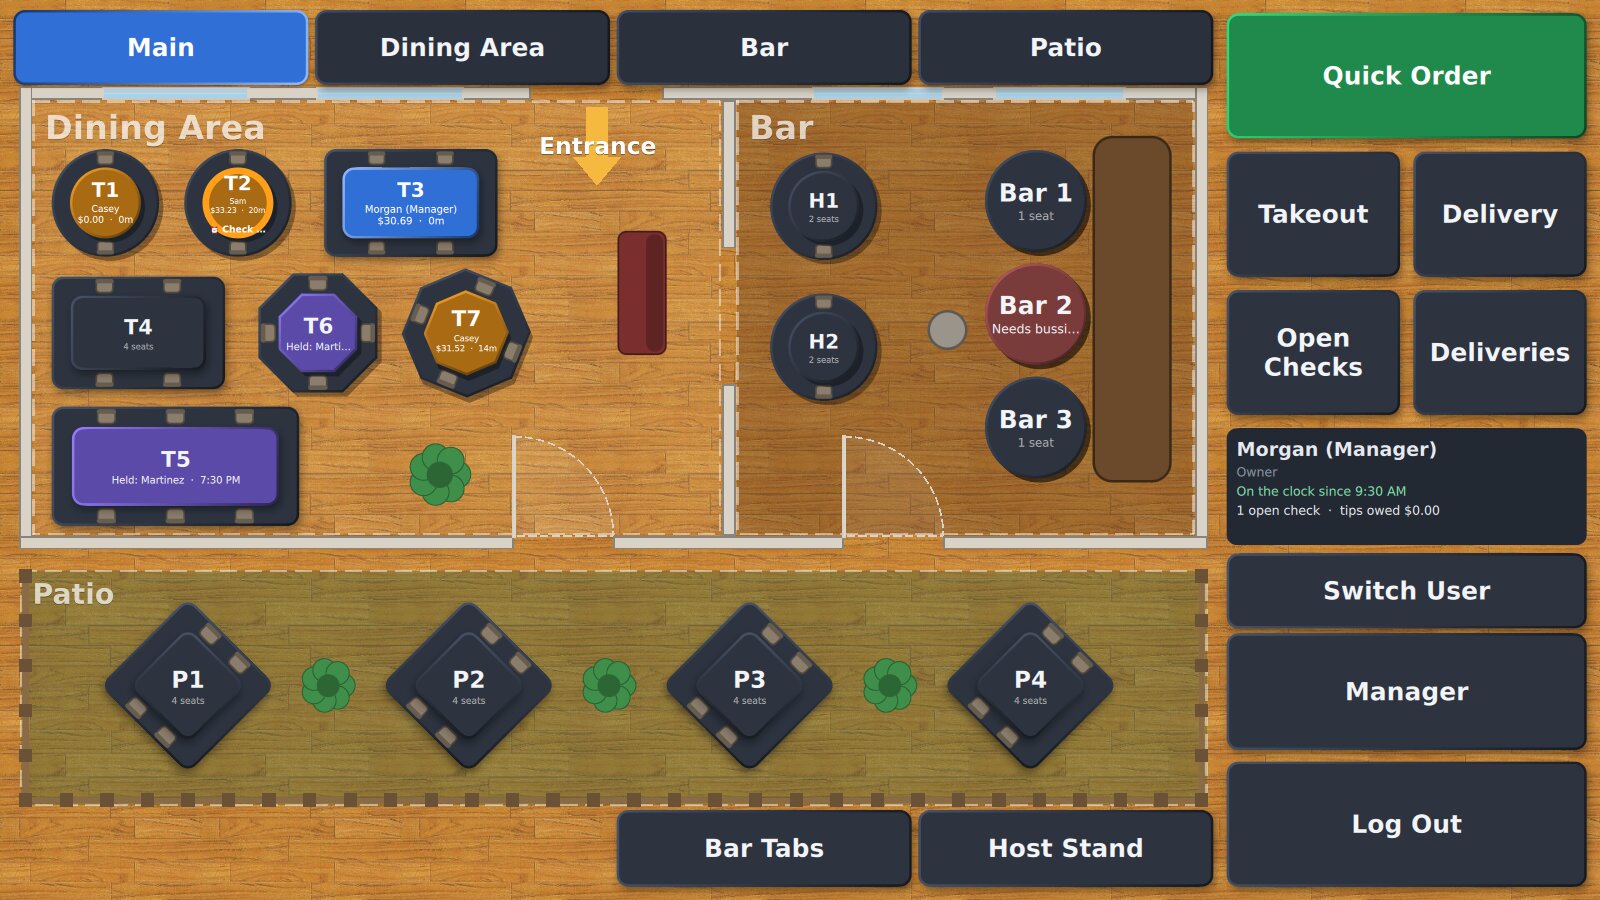 Main
Dining Area
Bar
Patio
Quick Order
Dining Area
Entrance
Bar
T1
Casey
$0.00 · 0m
T2
Sam
$33.23 · 20m
Check ...
T3
Morgan (Manager)
$30.69 · 0m
H1
2 seats
Bar 1
1 seat
Takeout
Delivery
T4
4 seats
T6
Held: Marti...
T7
Casey
$31.52 · 14m
H2
2 seats
Bar 2
Needs bussi...
Open
Checks
Deliveries
T5
Held: Martinez · 7:30 PM
Bar 3
1 seat
Morgan (Manager)
Owner
On the clock since 9:30 AM
1 open check · tips owed $0.00
Patio
P1
4 seats
P2
4 seats
P3
4 seats
P4
4 seats
Switch User
Manager
Log Out
Bar Tabs
Host Stand